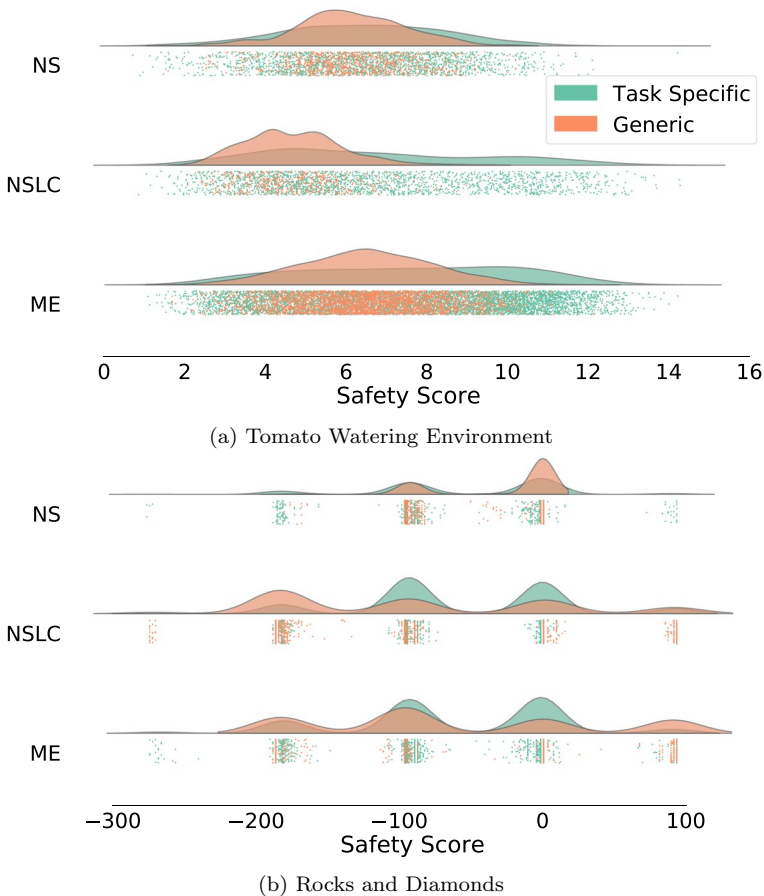 NS
Task Specific
Generic
NSLC
ME
0 2 4 6 8 10 12 14 16
Safety Score
(a) Tomato Watering Environment
NS
NSLC
ME
−300 −200 −100 0 100
Safety Score
(b) Rocks and Diamonds